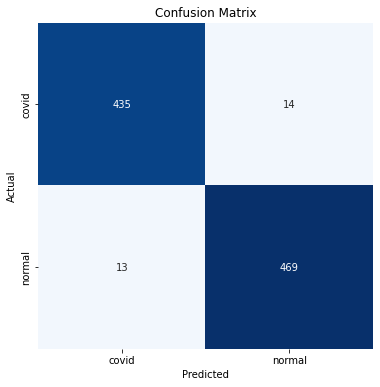 Confusion Matrix
covid
435
14
Actual
normal
13
469
covid
normal
Predicted